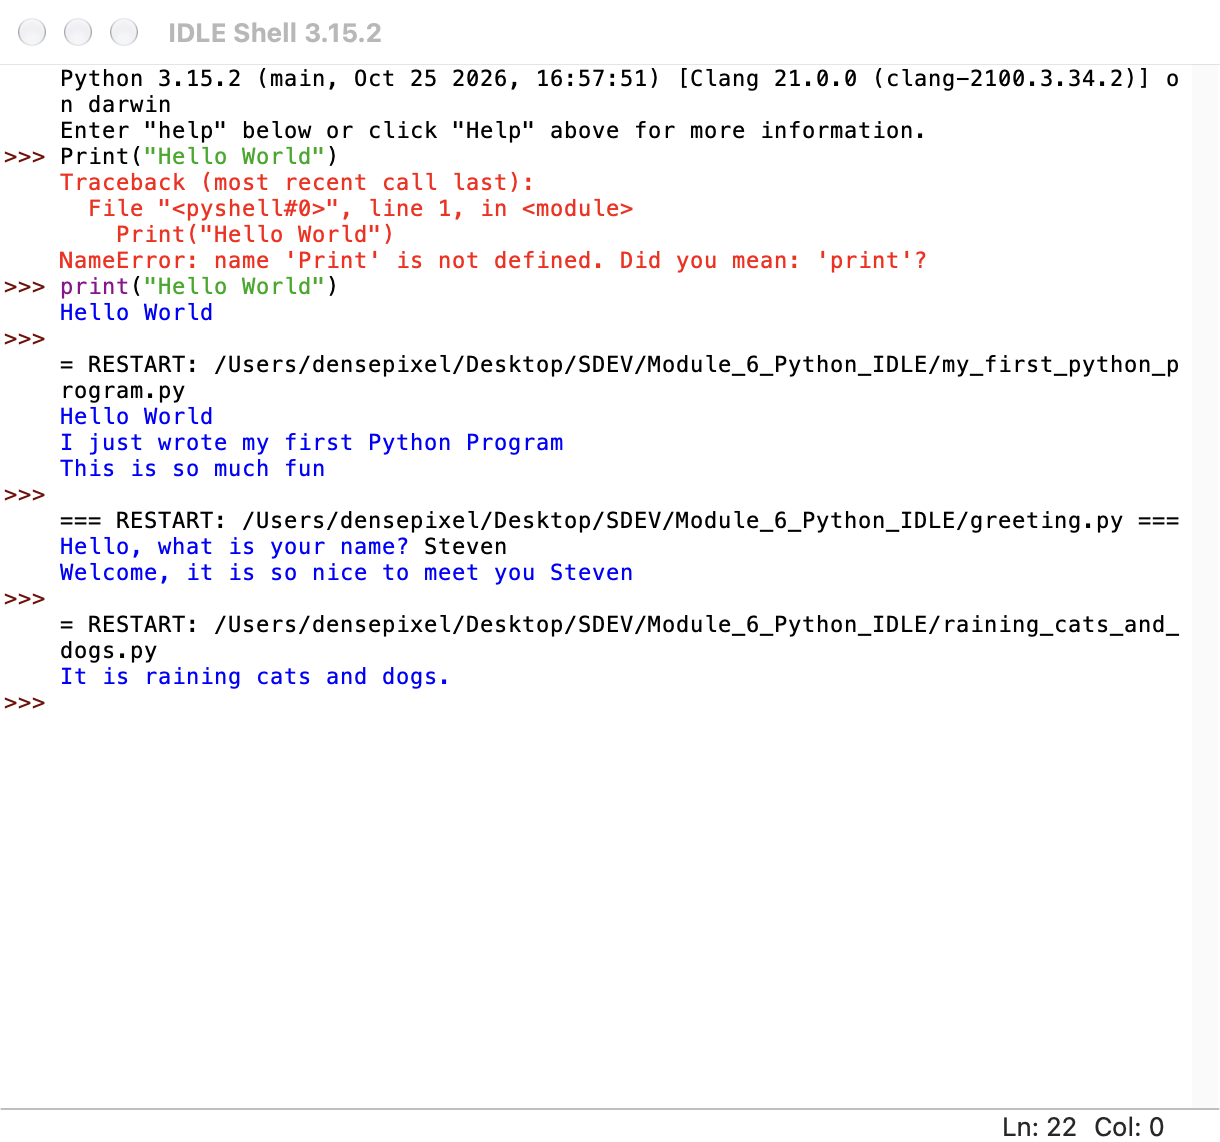 IDLE Shell 3.15.2
Python 3.15.2 (main, Oct 25 2026, 16:57:51) [Clang 21.0.0 (clang-2100.3.34.2)] o
n darwin
Enter "help" below or click "Help" above for more information.
>>> Print("Hello World")
Traceback (most recent call last):
  File "<pyshell#0>", line 1, in <module>
    Print("Hello World")
NameError: name 'Print' is not defined. Did you mean: 'print'?
>>> print("Hello World")
Hello World
>>>
= RESTART: /Users/densepixel/Desktop/SDEV/Module_6_Python_IDLE/my_first_python_p
rogram.py
Hello World
I just wrote my first Python Program
This is so much fun
>>>
=== RESTART: /Users/densepixel/Desktop/SDEV/Module_6_Python_IDLE/greeting.py ===
Hello, what is your name? Steven
Welcome, it is so nice to meet you Steven
>>>
= RESTART: /Users/densepixel/Desktop/SDEV/Module_6_Python_IDLE/raining_cats_and_
dogs.py
It is raining cats and dogs.
>>>
Ln: 22 Col: 0